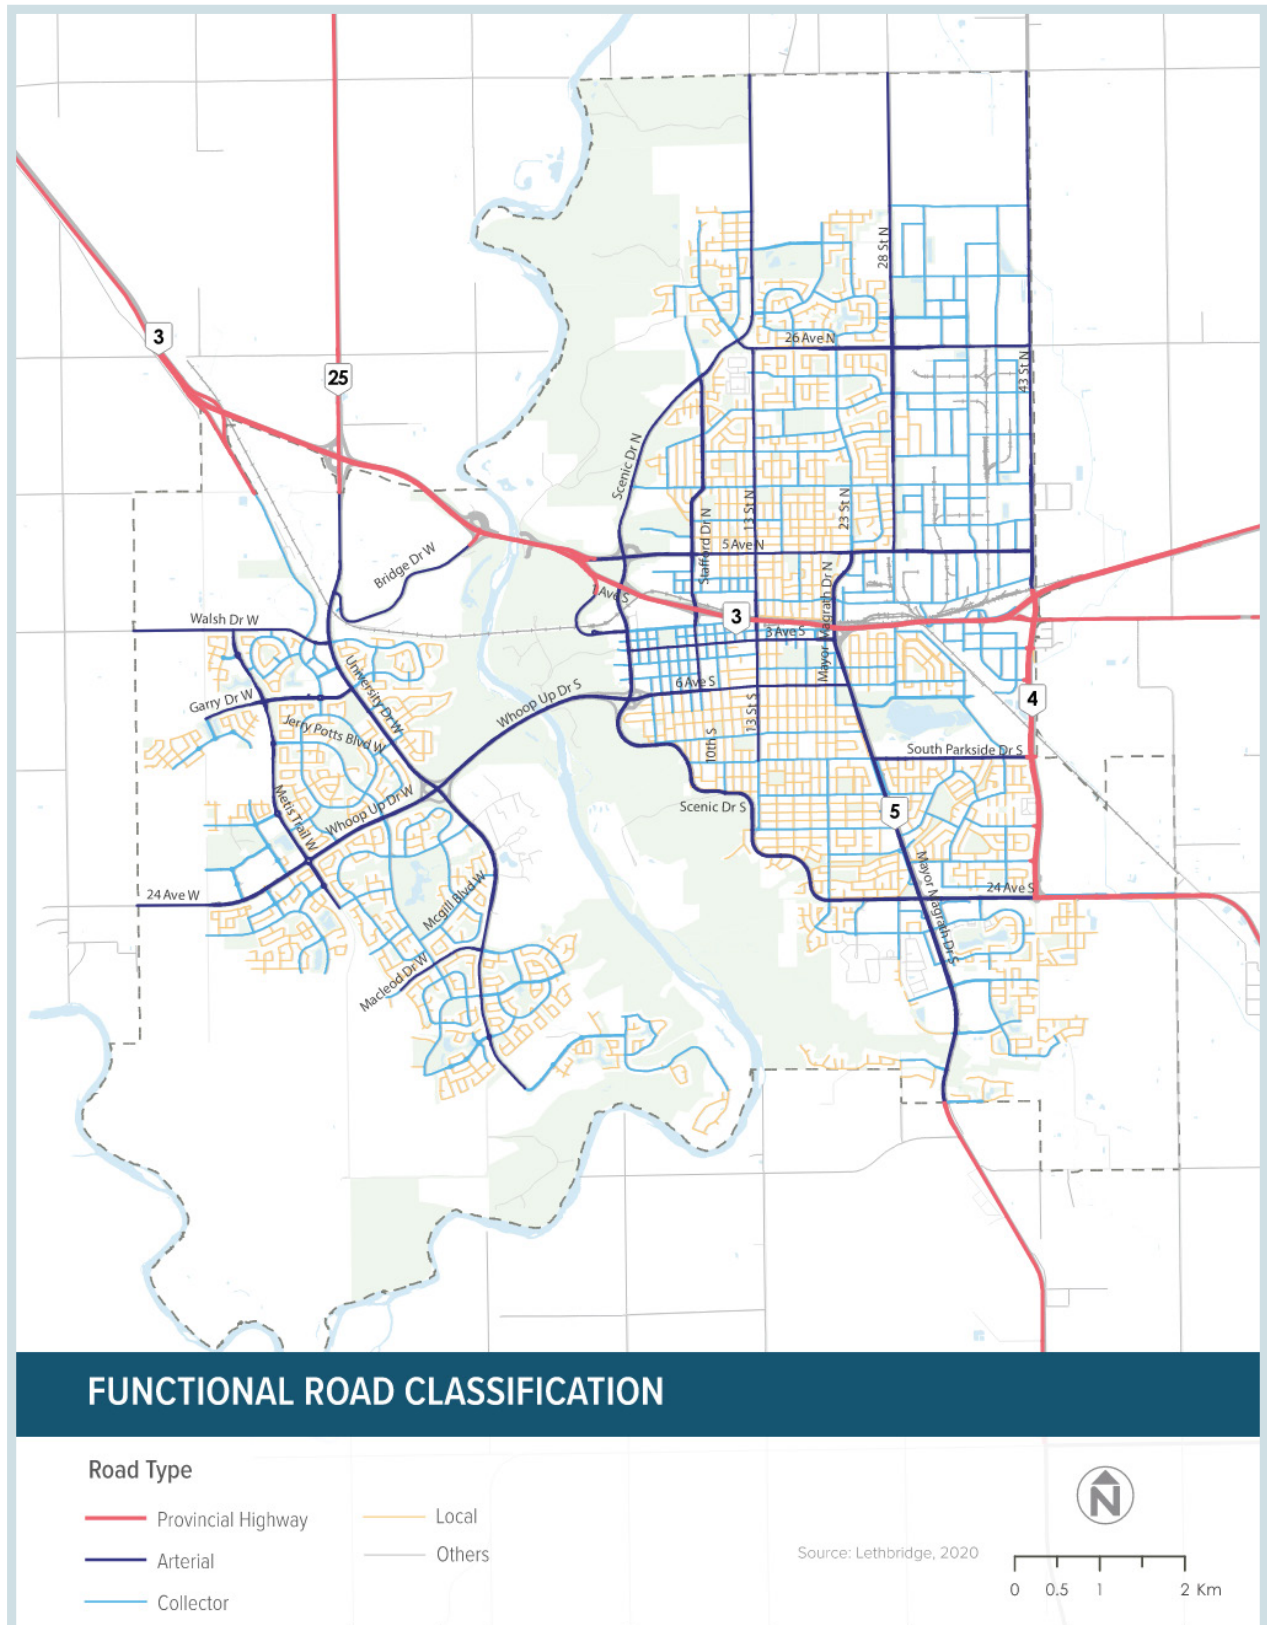 3
25
28 St N
26 Ave N
43 St N
Scenic Dr N
13 St N
23 St N
Stafford Dr N
5 Ave N
Bridge Dr W
Mayor Magrath Dr N
1 Ave S
3
3 Ave S
Walsh Dr W
University Dr W
Garry Dr W
Jerry Potts Blvd W
Whoop Up Dr S
6 Ave S
13 St S
10th S
4
South Parkside Dr S
Metis Trail W
Whoop Up Dr W
Scenic Dr S
5
Mayor Magrath Dr S
24 Ave W
Mcgill Blvd W
24 Ave S
Macleod Dr W
FUNCTIONAL ROAD CLASSIFICATION
Road Type
Provincial Highway
Arterial
Collector
Local
Others
Source: Lethbridge, 2020
N
0 0.5 1 2 Km